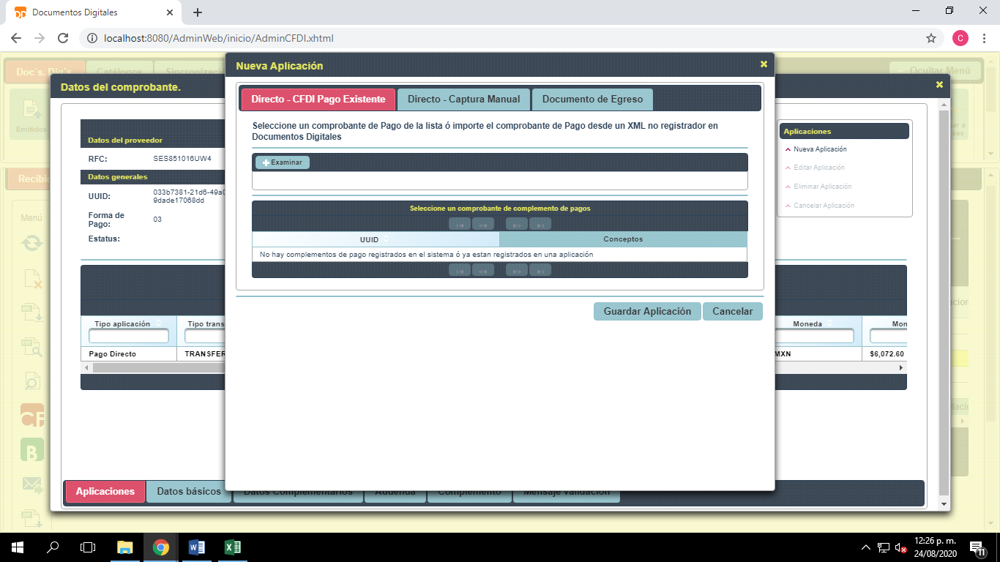 Documentos Digitales
localhost:8080/AdminWeb/inicio/AdminCFDI.xhtml
C
Doc´s. Dig´s.
Catálogos
Ocultar Menú
Emitidos
Datos del comprobante.
Datos del proveedor
RFC: SES851016UW4
Datos generales
UUID: 033b7381-21d6-49a0
9dade17068dd
Forma de
Pago: 03
Estatus:
Menú
Nueva Aplicación
Directo - CFDI Pago Existente
Directo - Captura Manual
Documento de Egreso
Seleccione un comprobante de Pago de la lista ó importe el comprobante de Pago desde un XML no registrador en
Documentos Digitales
Examinar
Seleccione un comprobante de complemento de pagos
UUID
Conceptos
No hay complementos de pago registrados en el sistema ó ya estan registrados en una aplicación
Guardar Aplicación
Cancelar
Aplicaciones
Nueva Aplicación
Editar Aplicación
Eliminar Aplicación
Cancelar Aplicación
Tipo aplicación
Tipo trans
Moneda
Mon
Pago Directo
TRANSFER
MXN
$6,072.60
Aplicaciones
Datos básicos
Datos Complementarios
Addenda
Complemento
Mensaje validación
12:26 p. m.
24/08/2020
11